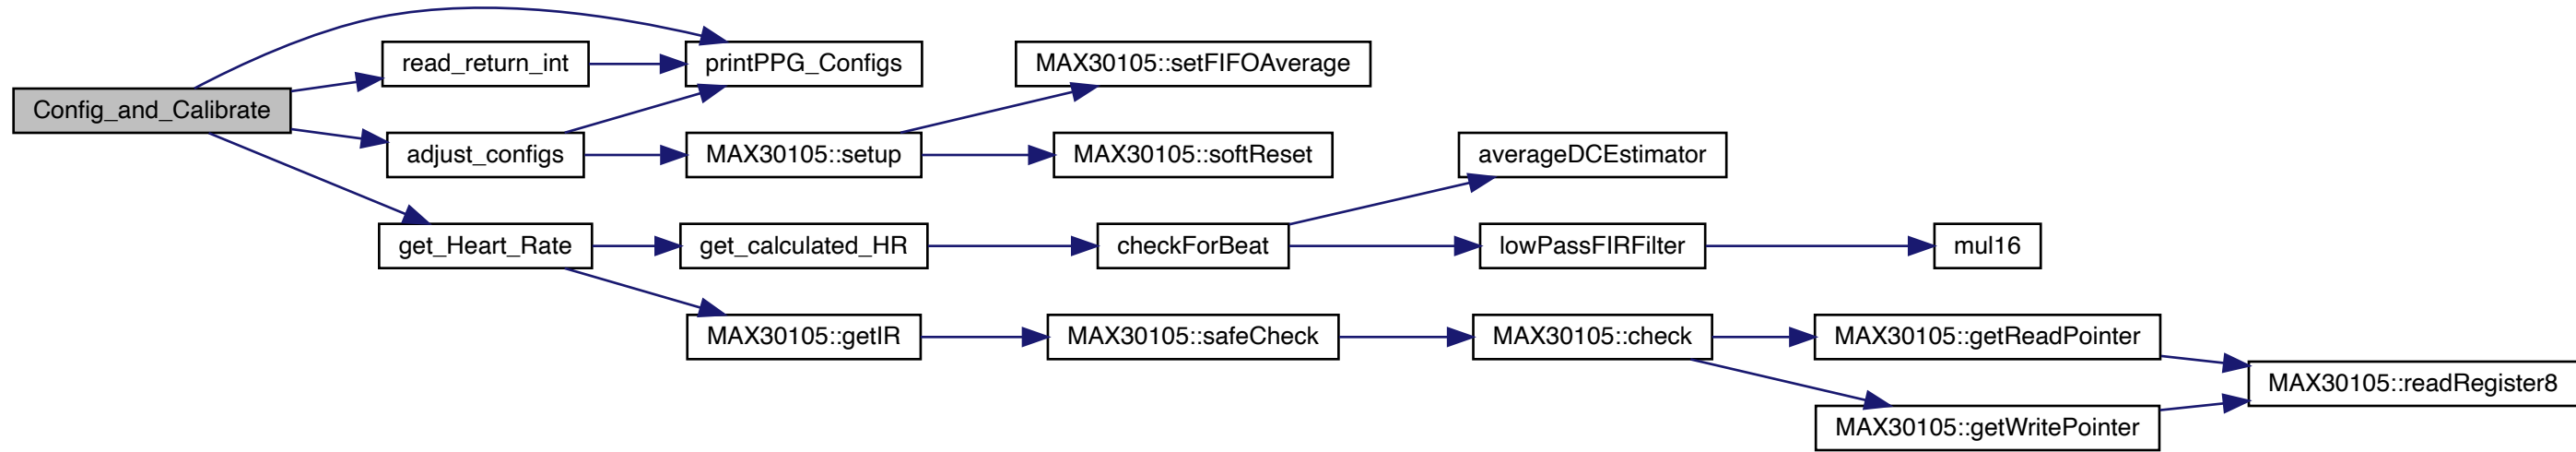 Config_and_Calibrate
read_return_int
printPPG_Configs
adjust_configs
MAX30105::setup
MAX30105::setFIFOAverage
MAX30105::softReset
get_Heart_Rate
get_calculated_HR
checkForBeat
averageDCEstimator
lowPassFIRFilter
mul16
MAX30105::getIR
MAX30105::safeCheck
MAX30105::check
MAX30105::getReadPointer
MAX30105::getWritePointer
MAX30105::readRegister8